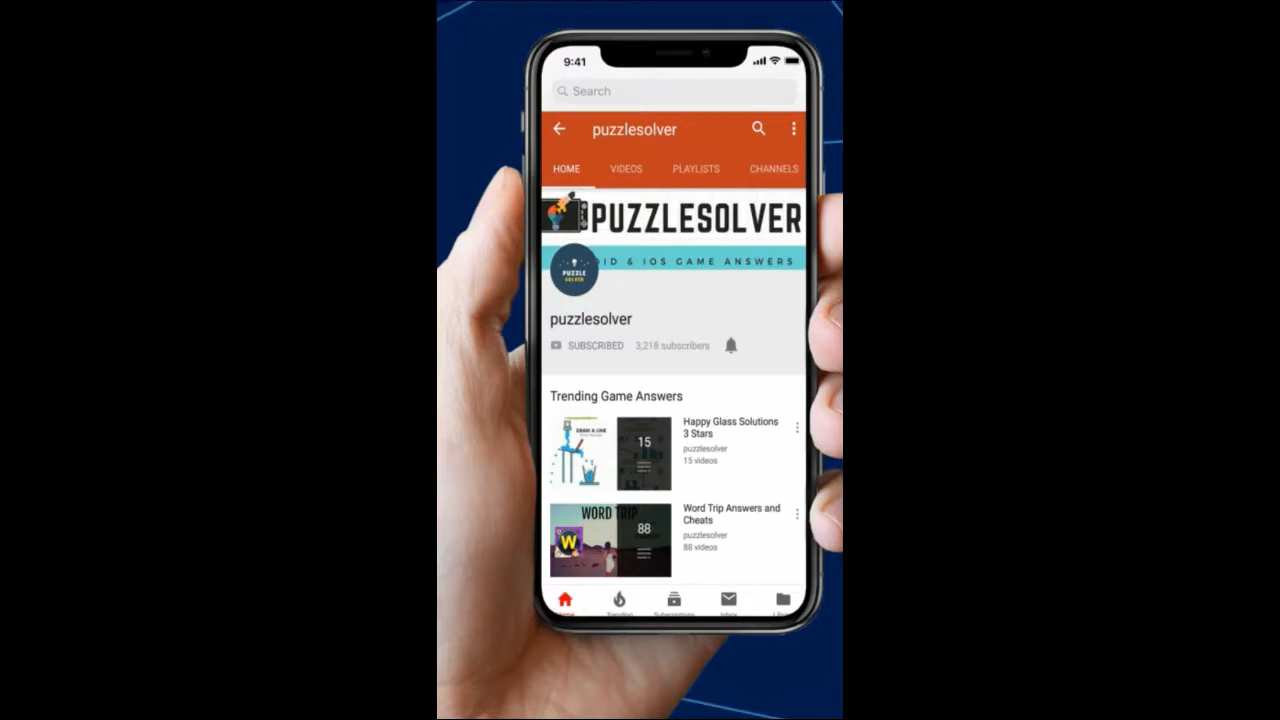 9:41
Search
puzzlesolver
HOME VIDEOS PLAYLISTS CHANNELS
PUZZLESOLVER
OID & IOS GAME ANSWERS
PUZZLE
SOLVER
puzzlesolver
SUBSCRIBED 3,218 subscribers
Trending Game Answers
DRAW A LINE
15
Happy Glass Solutions
3 Stars
puzzlesolver
15 videos
WORD TRIP
W
88
Word Trip Answers and
Cheats
puzzlesolver
88 videos